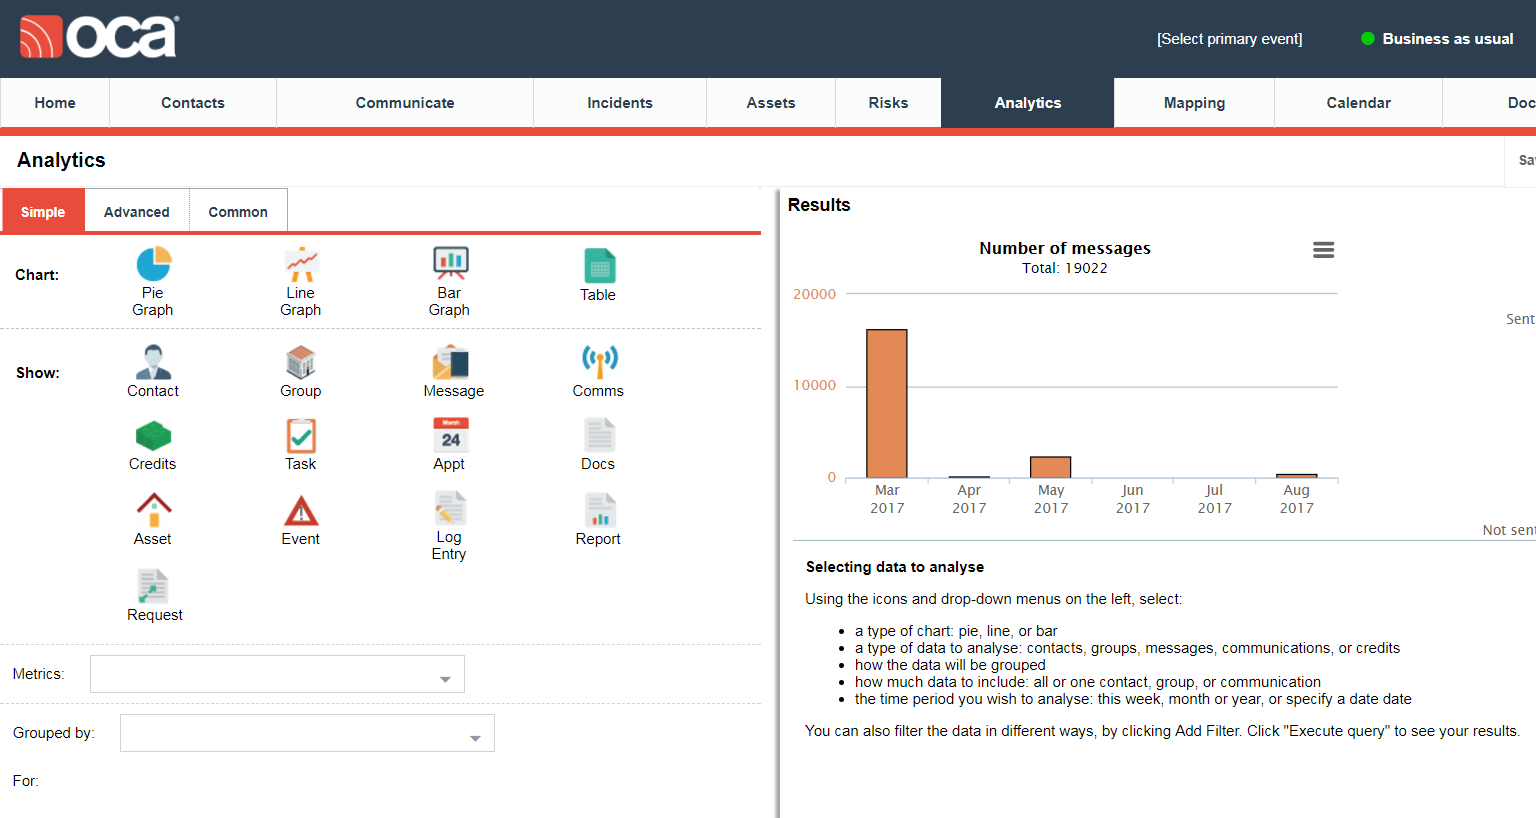 oca
[Select primary event]
Business as usual
Home
Contacts
Communicate
Incidents
Assets
Risks
Analytics
Mapping
Calendar
Doc
Analytics
Sa
Simple
Advanced
Common
Chart:
Pie
Graph
Line
Graph
Bar
Graph
Table
Show:
Contact
Group
Message
Comms
Credits
Task
March
24
Appt
Docs
Asset
Event
Log
Entry
Report
Request
Metrics:
Grouped by:
For:
Results
Number of messages
Total: 19022
20000
10000
0
Mar
2017
Apr
2017
May
2017
Jun
2017
Jul
2017
Aug
2017
Sent
Not sent
Selecting data to analyse
Using the icons and drop-down menus on the left, select:
• a type of chart: pie, line, or bar
• a type of data to analyse: contacts, groups, messages, communications, or credits
• how the data will be grouped
• how much data to include: all or one contact, group, or communication
• the time period you wish to analyse: this week, month or year, or specify a date date
You can also filter the data in different ways, by clicking Add Filter. Click "Execute query" to see your results.